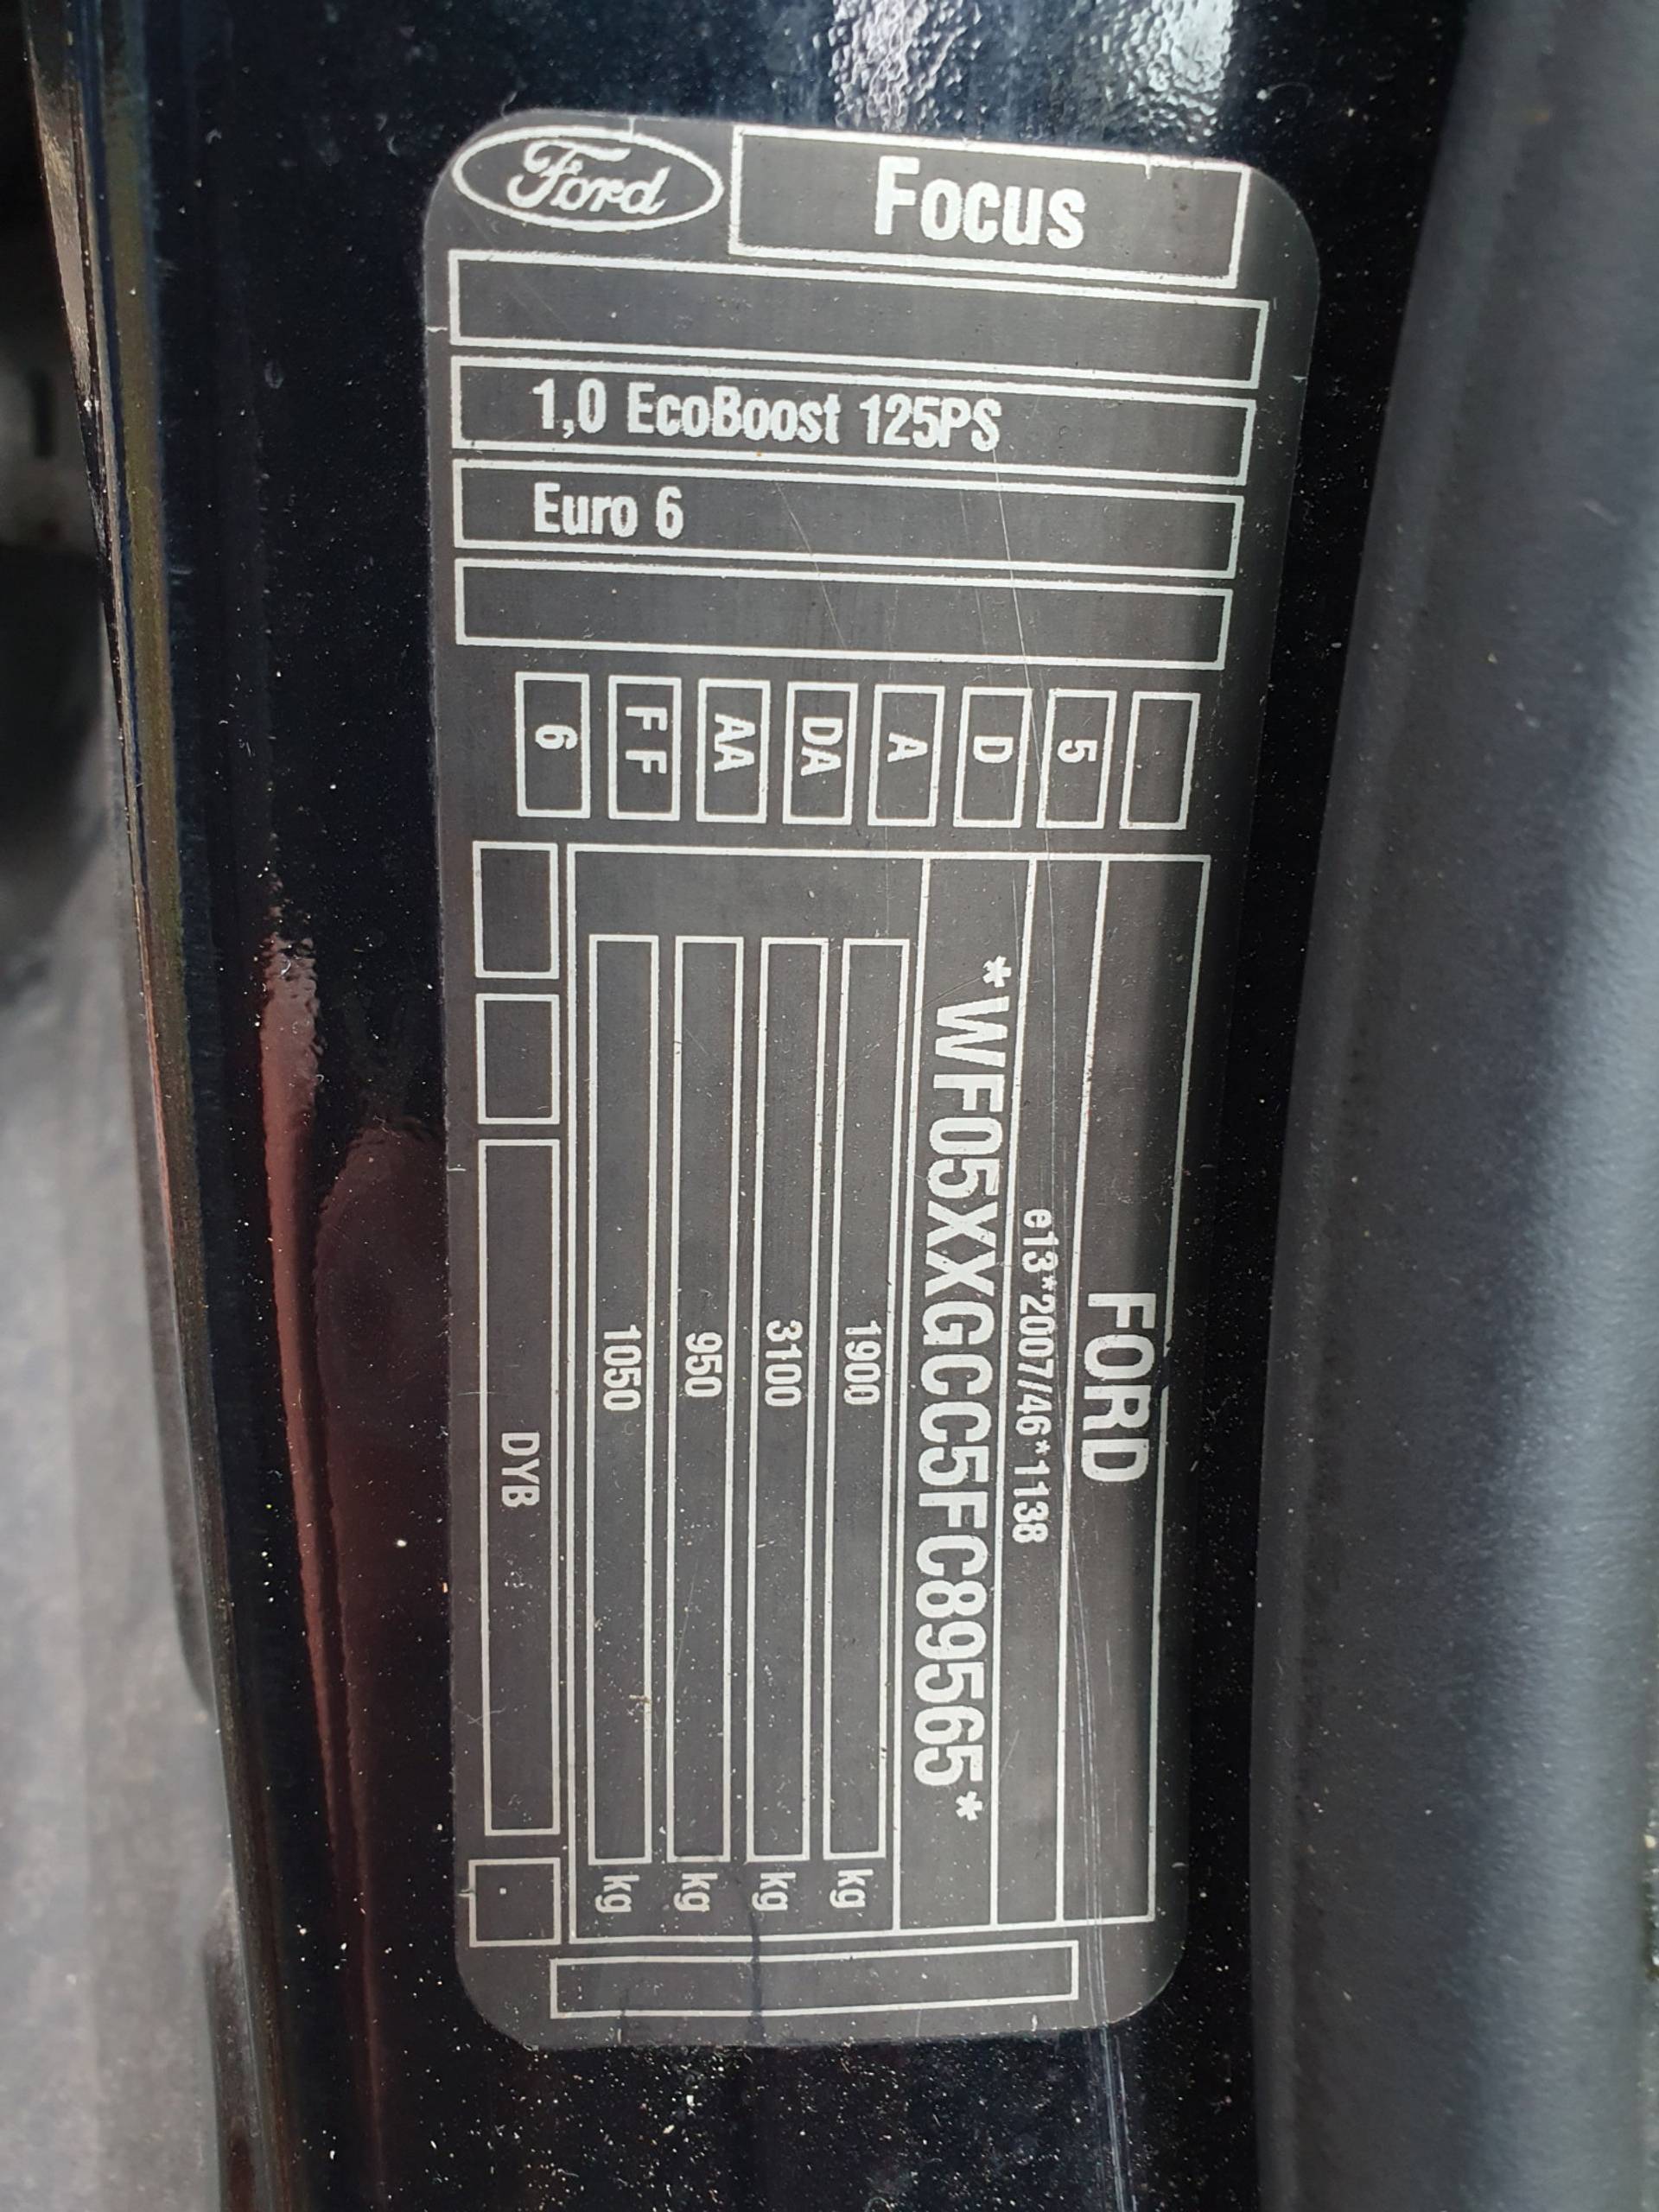 Ford
Focus
1,0 EcoBoost 125PS
Euro 6
5
D
A
DA
AA
FF
6
FORD
e13*2007/46*1138
*WF05XXGCC5FC89565*
1900 kg
3100 kg
950 kg
1050 kg
DYB